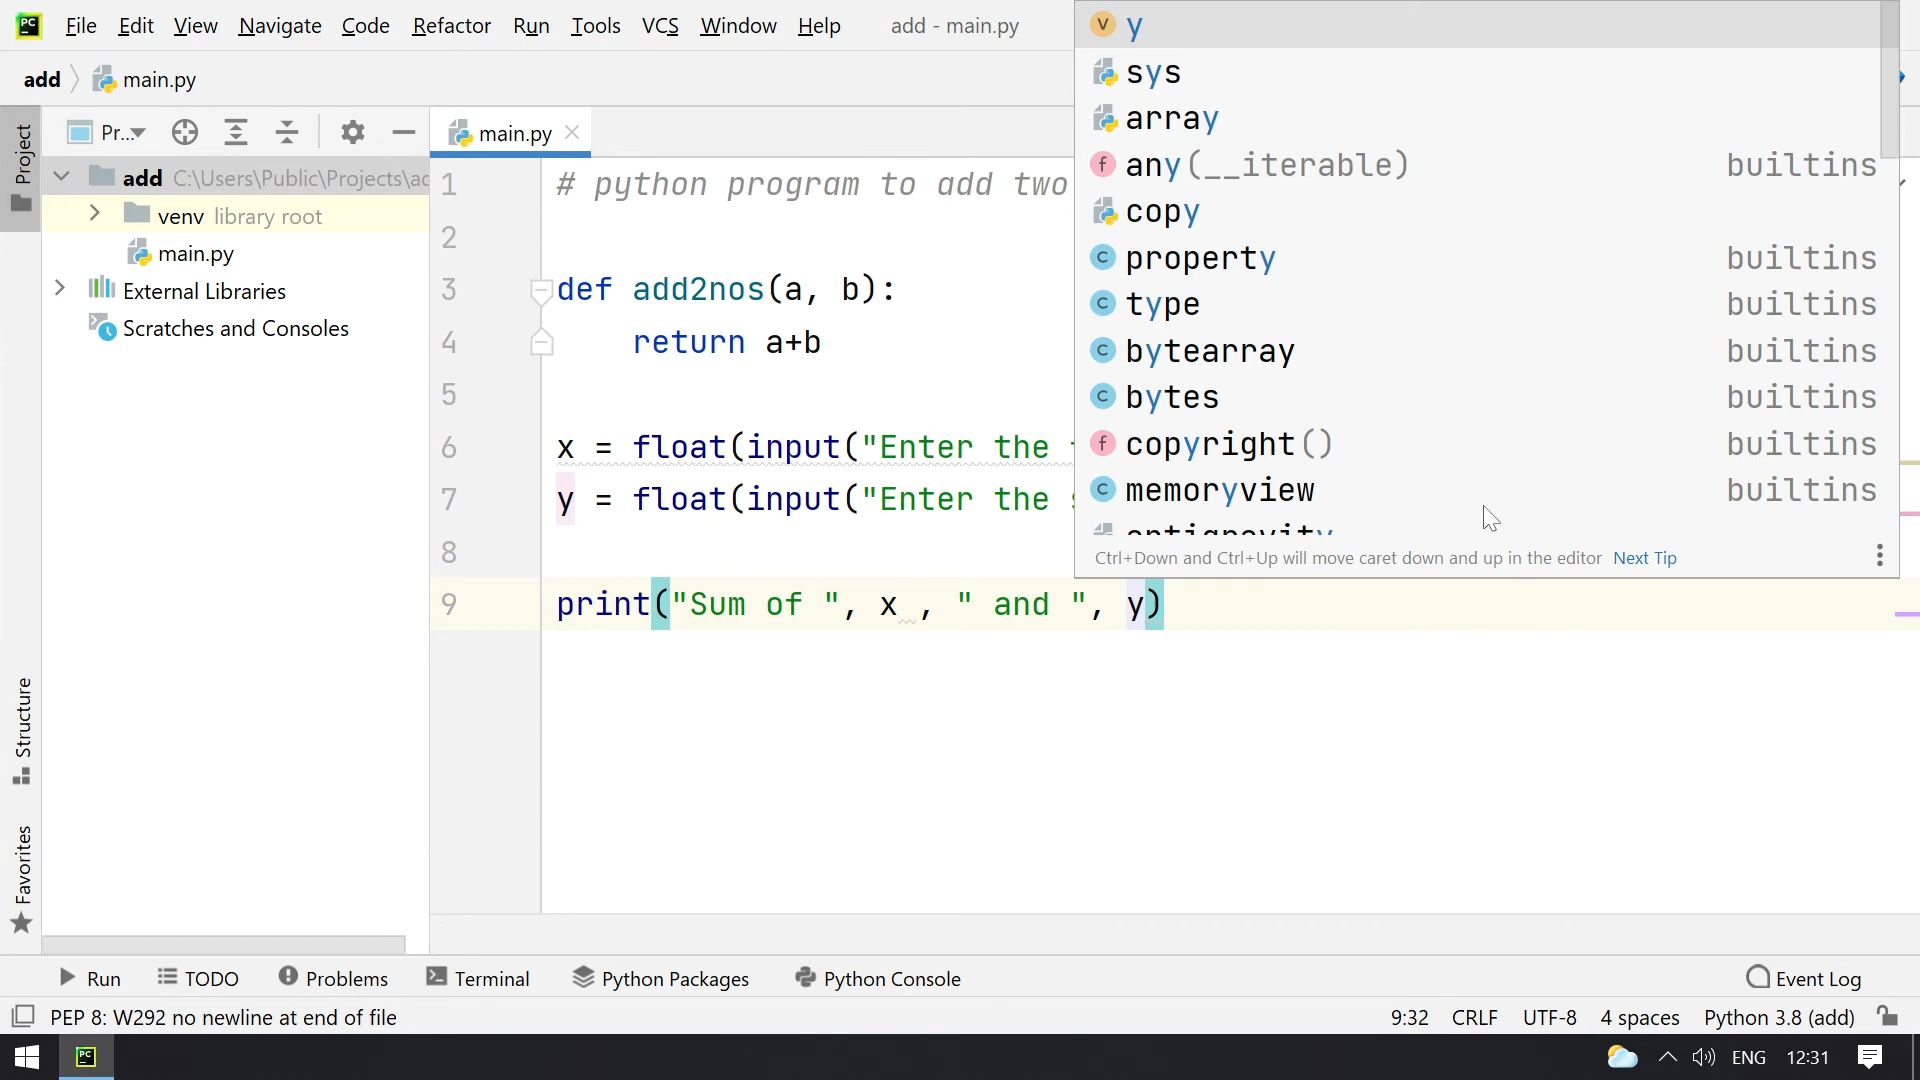 PC File Edit View Navigate Code Refactor Run Tools VCS Window Help add - main.py
add main.py
Project
Pr... main.py
add C:\Users\Public\Projects\ad
venv library root
main.py
External Libraries
Scratches and Consoles
Structure
Favorites
1 # python program to add two
2
3 def add2nos(a, b):
4 return a+b
5
6 x = float(input("Enter the
7 y = float(input("Enter the
8
9 print("Sum of ", x , " and ", y)
V y
sys
array
f any(__iterable) builtins
copy
C property builtins
C type builtins
C bytearray builtins
C bytes builtins
f copyright() builtins
C memoryview builtins
antigravity
Ctrl+Down and Ctrl+Up will move caret down and up in the editor Next Tip
Run TODO Problems Terminal Python Packages Python Console Event Log
PEP 8: W292 no newline at end of file 9:32 CRLF UTF-8 4 spaces Python 3.8 (add)
PC ENG 12:31